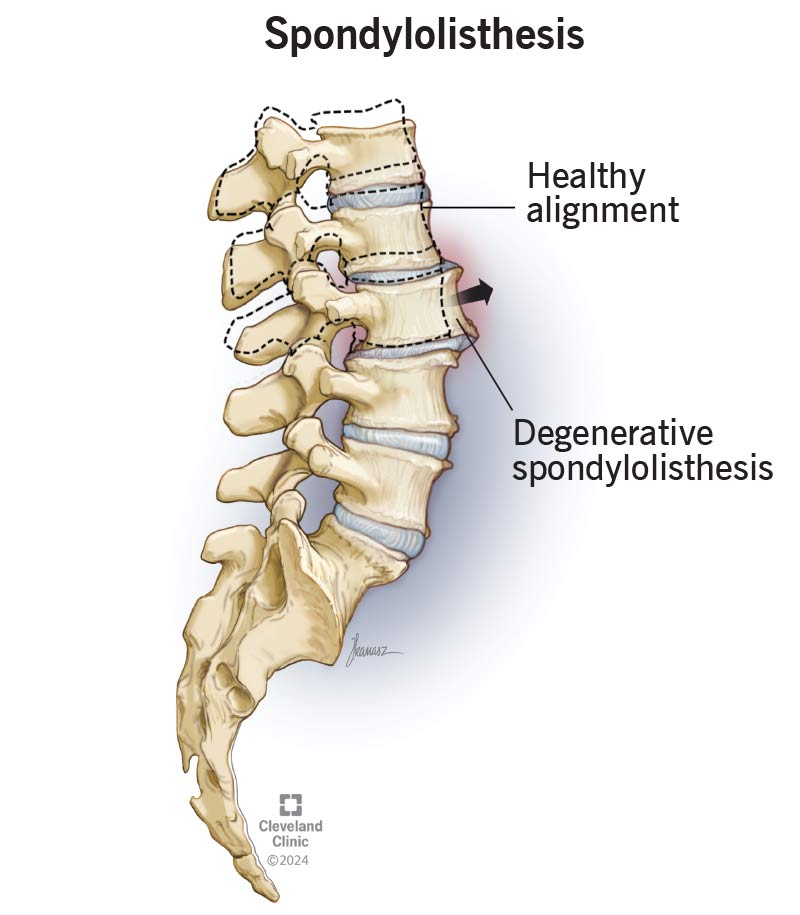 Spondylolisthesis
Healthy
alignment
Degenerative
spondylolisthesis
Cleveland
Clinic
©2024